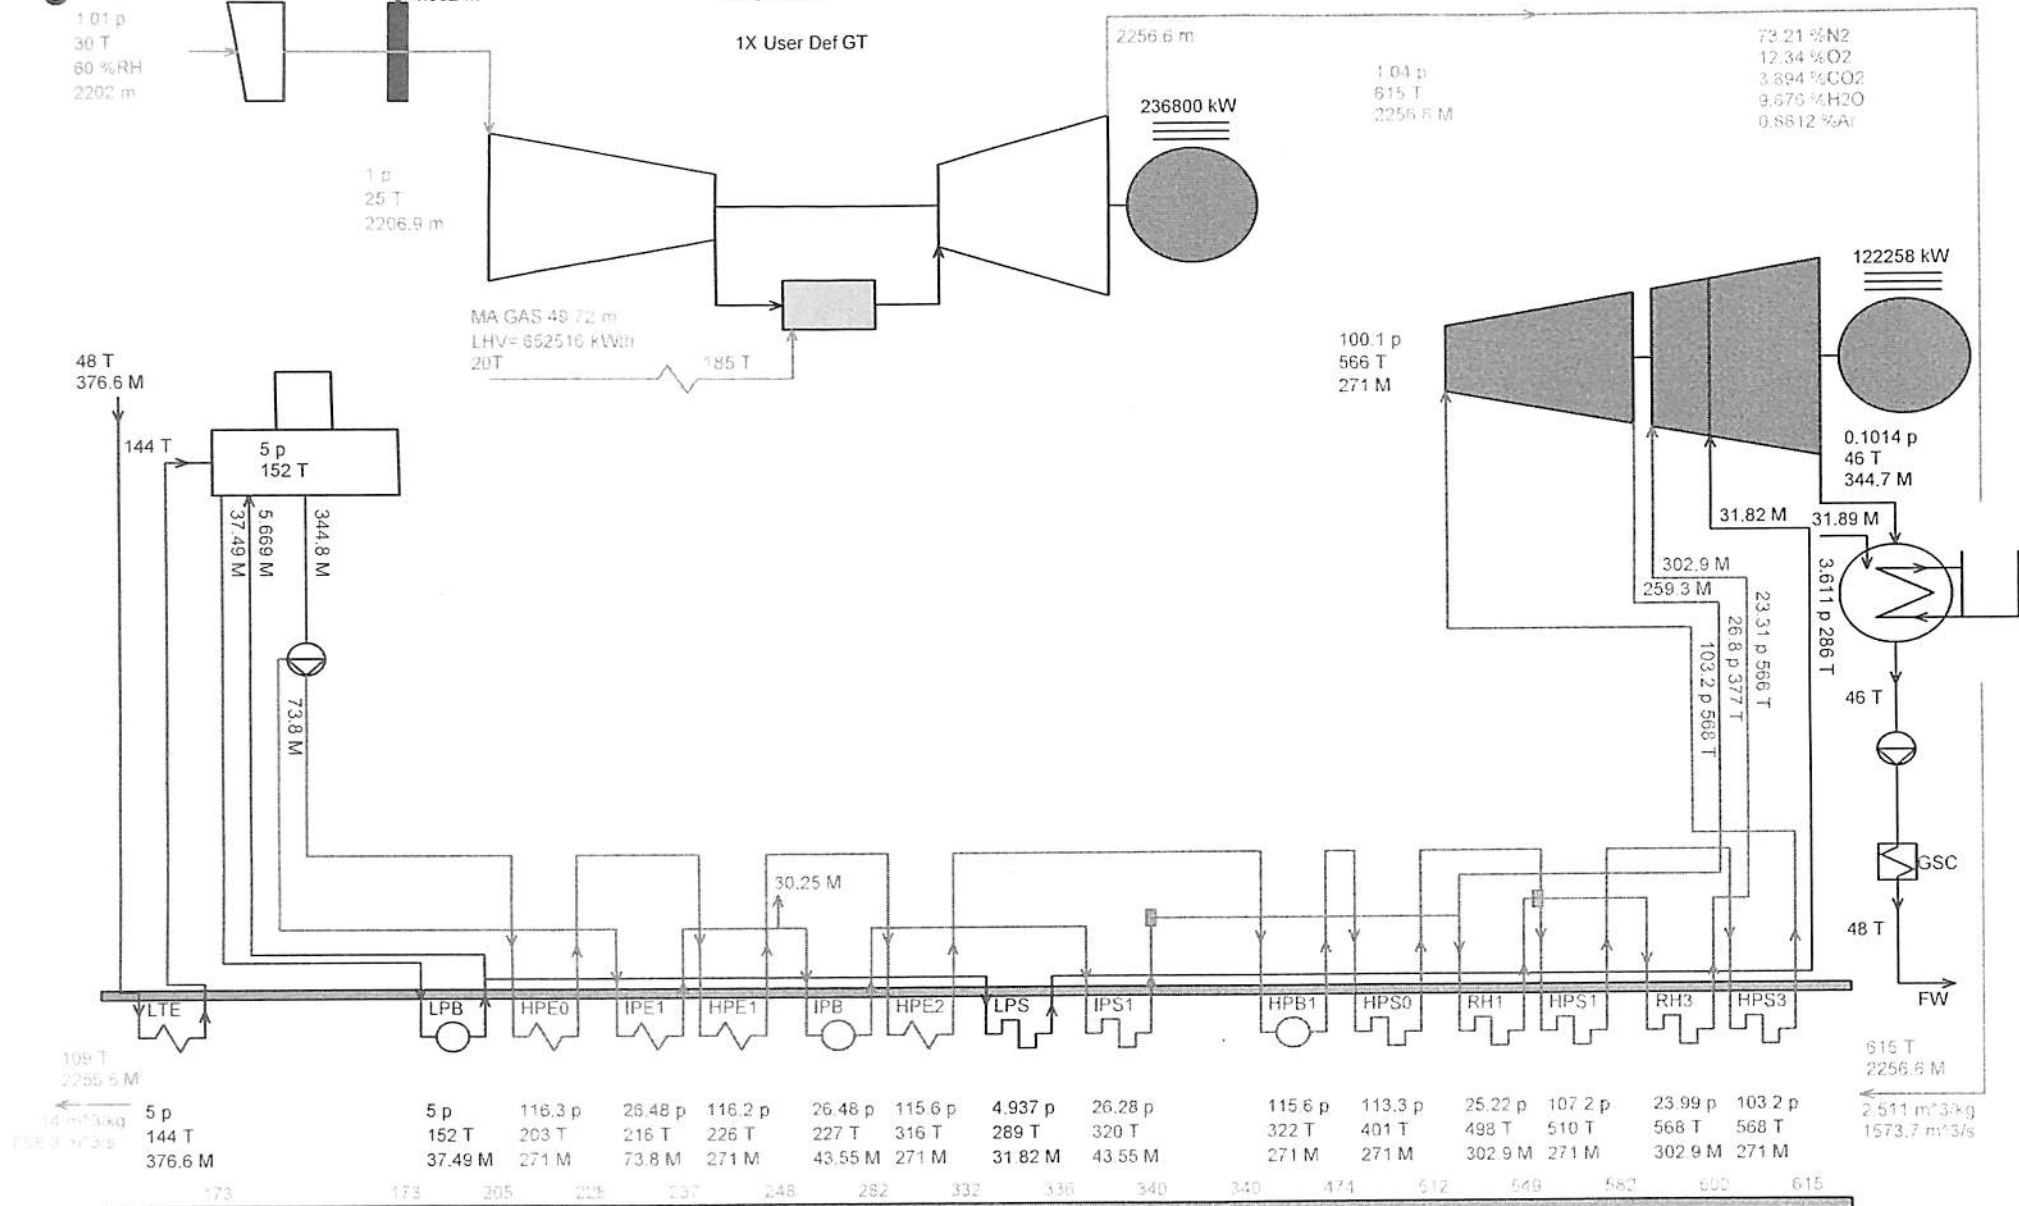 1.01 p
30 T
60 %RH
2202 m
1X User Def GT
2256.6 m
1.04 p
615 T
2256.6 M
73.21 %N2
12.34 %O2
3.894 %CO2
9.676 %H2O
0.8812 %Ar
236800 kW
1 p
25 T
2206.9 m
MA GAS 49.72 m
LHV= 652516 kWth
20T
185 T
122258 kW
100.1 p
566 T
271 M
0.1014 p
46 T
344.7 M
48 T
376.6 M
144 T
5 p
152 T
37.49 M
5.669 M
344.8 M
73.8 M
31.82 M
31.89 M
302.9 M
259.3 M
3.611 p 286 T
23.31 p 566 T
26.8 p 377 T
103.2 p 568 T
46 T
GSC
48 T
FW
30.25 M
LTE
LPB
HPE0
IPE1
HPE1
IPB
HPE2
LPS
IPS1
HPB1
HPS0
RH1
HPS1
RH3
HPS3
109 T
2256.6 M
m^3/kg
m^3/s
615 T
2256.6 M
2.511 m^3/kg
1573.7 m^3/s
5 p 5 p 116.3 p 26.48 p 116.2 p 26.48 p 115.6 p 4.937 p 26.28 p 115.6 p 113.3 p 25.22 p 107.2 p 23.99 p 103.2 p
144 T 152 T 203 T 216 T 226 T 227 T 316 T 289 T 320 T 322 T 401 T 498 T 510 T 568 T 568 T
376.6 M 37.49 M 271 M 73.8 M 271 M 43.55 M 271 M 31.82 M 43.55 M 271 M 271 M 302.9 M 271 M 302.9 M 271 M
173 173 205 228 237 248 282 332 336 340 340 474 512 549 582 602 615